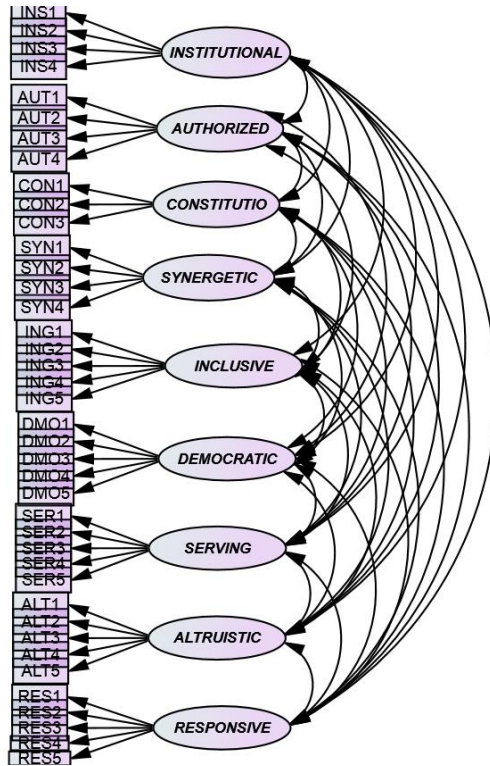 INS1
INS2
INS3
INS4
INSTITUTIONAL
AUT1
AUT2
AUT3
AUT4
AUTHORIZED
CON1
CON2
CON3
CONSTITUTIO
SYN1
SYN2
SYN3
SYN4
SYNERGETIC
ING1
ING2
ING3
ING4
ING5
INCLUSIVE
DMO1
DMO2
DMO3
DMO4
DMO5
DEMOCRATIC
SER1
SER2
SER3
SER4
SER5
SERVING
ALT1
ALT2
ALT3
ALT4
ALT5
ALTRUISTIC
RES1
RES2
RES3
RES4
RES5
RESPONSIVE